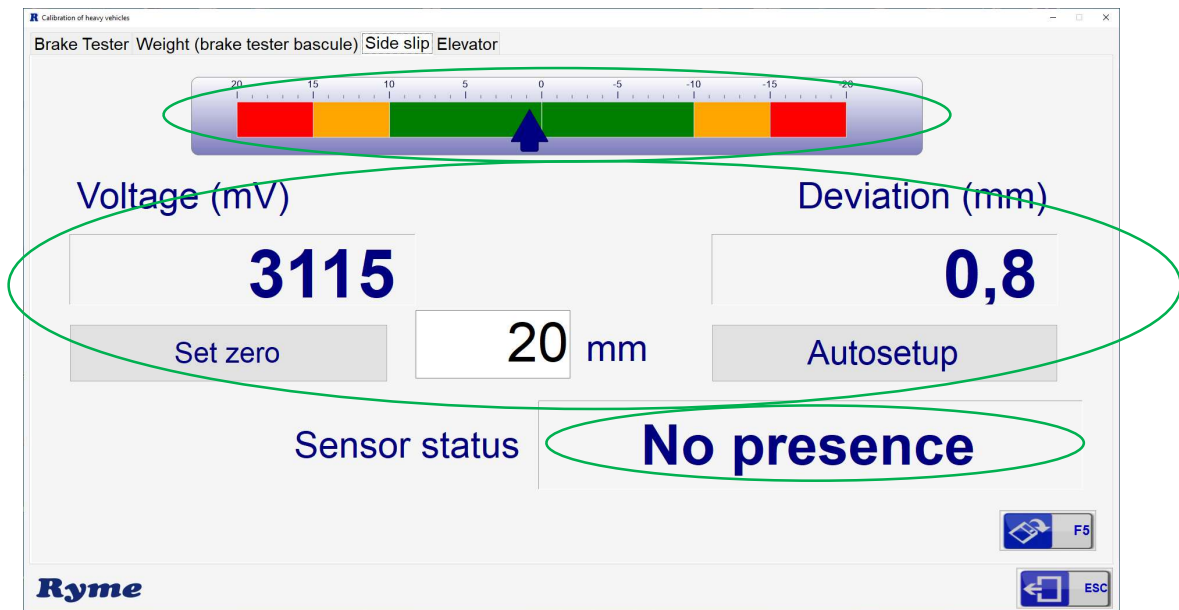 R Calibration of heavy vehicles
Brake Tester Weight (brake tester bascule) Side slip Elevator
20 15 10 5 0 -5 -10 -15 -20
Voltage (mV) Deviation (mm)
3115 0,8
Set zero 20 mm Autosetup
Sensor status No presence
F5
Ryme ESC